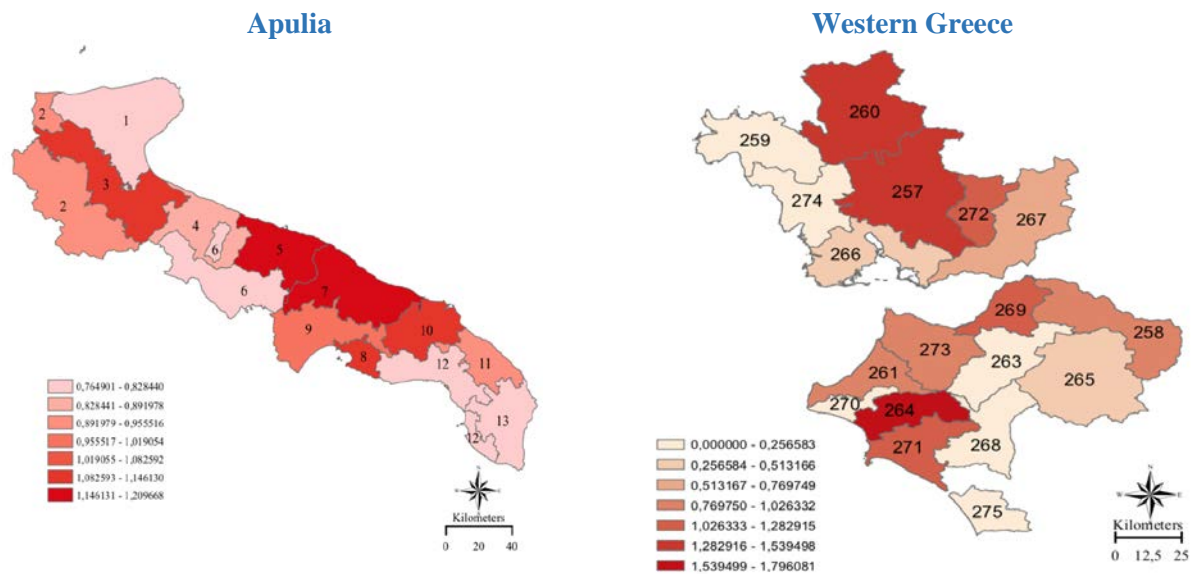 Apulia
1
2
3
2
4
6
5
6
7
9
10
8
12
11
13
12
0,764901 - 0,828440
0,828441 - 0,891978
0,891979 - 0,955516
0,955517 - 1,019054
1,019055 - 1,082592
1,082593 - 1,146130
1,146131 - 1,209668
Kilometers
0 20 40
Western Greece
260
259
257
274
272
267
266
269
258
273
263
261
265
270
264
271
268
275
0,000000 - 0,256583
0,256584 - 0,513166
0,513167 - 0,769749
0,769750 - 1,026332
1,026333 - 1,282915
1,282916 - 1,539498
1,539499 - 1,796081
N
W E
S
Kilometers
0 12,5 25